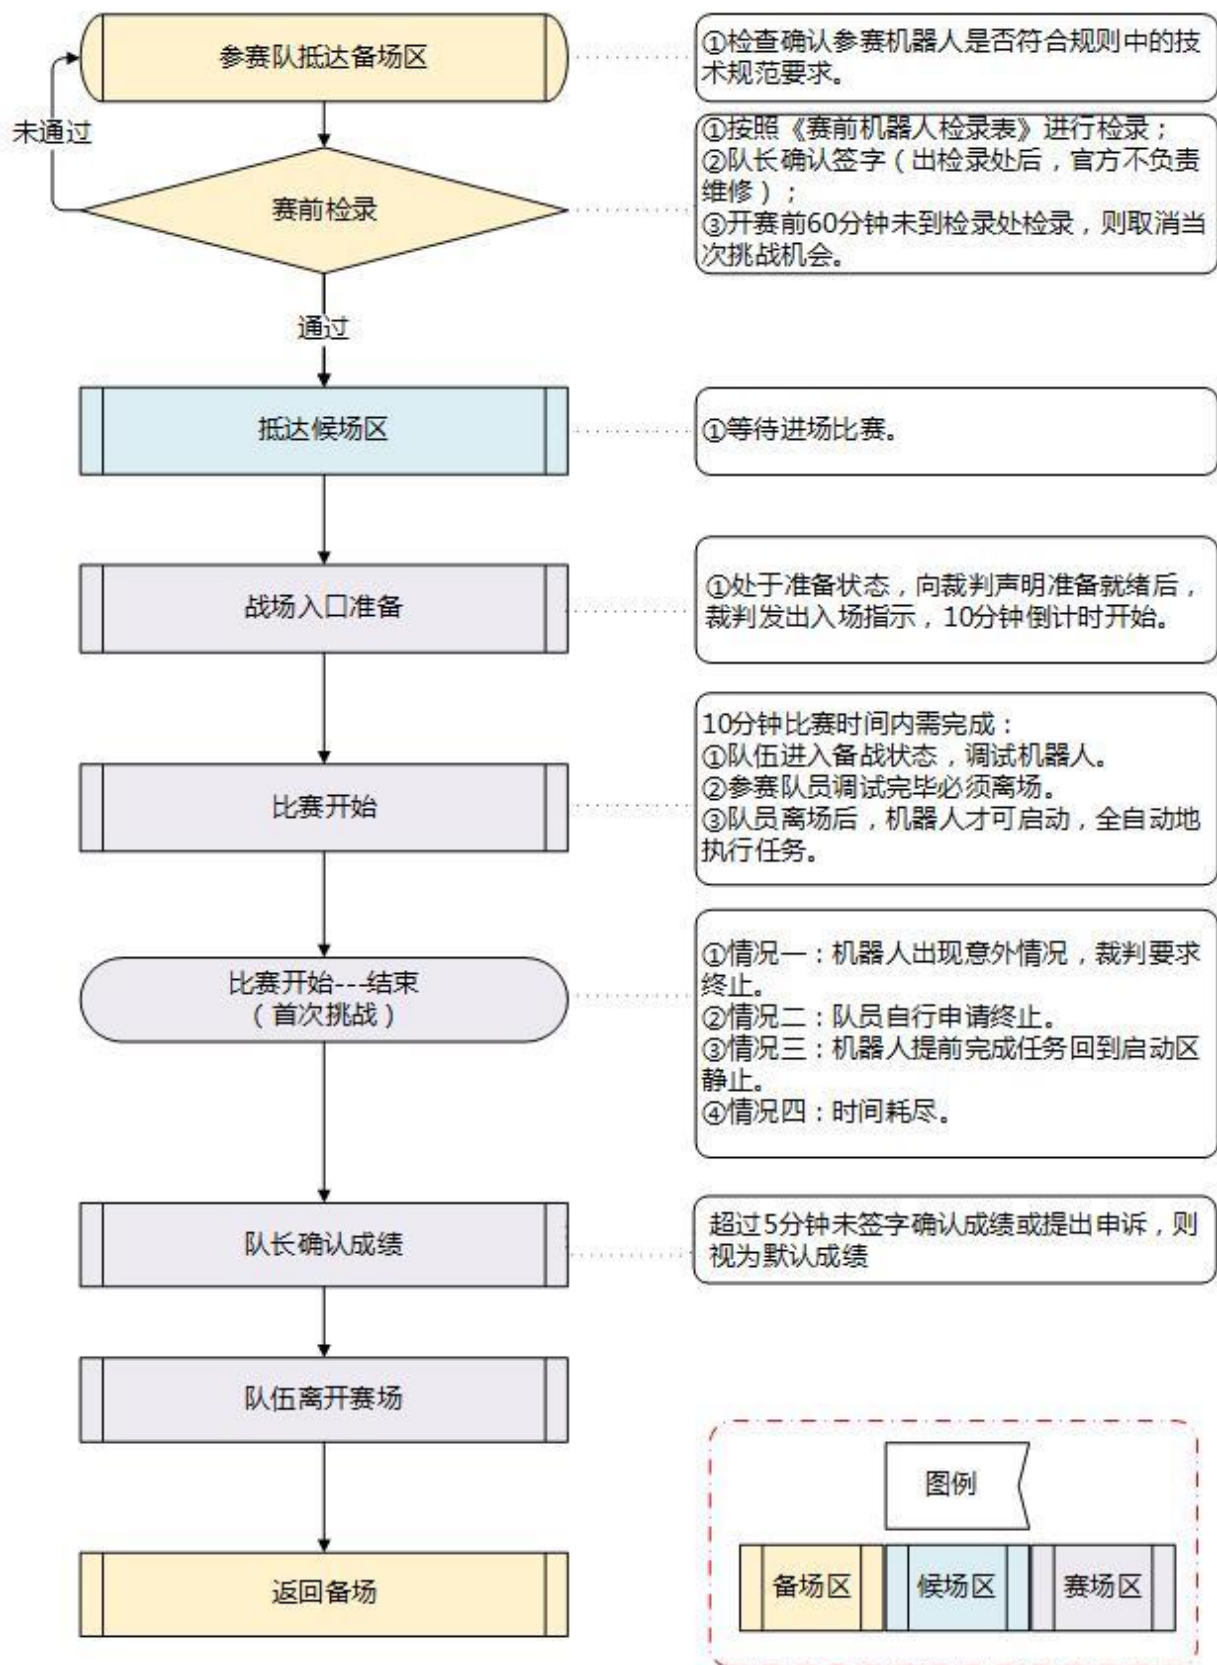 参赛队抵达备场区
①检查确认参赛机器人是否符合规则中的技
术规范要求。
未通过
赛前检录
①按照《赛前机器人检录表》进行检录；
②队长确认签字（出检录处后，官方不负责
维修）；
③开赛前60分钟未到检录处检录，则取消当
次挑战机会。
通过
抵达候场区
①等待进场比赛。
战场入口准备
①处于准备状态，向裁判声明准备就绪后，
裁判发出入场指示，10分钟倒计时开始。
比赛开始
10分钟比赛时间内需完成：
①队伍进入备战状态，调试机器人。
②参赛队员调试完毕必须离场。
③队员离场后，机器人才可启动，全自动地
执行任务。
比赛开始---结束
（首次挑战）
①情况一：机器人出现意外情况，裁判要求
终止。
②情况二：队员自行申请终止。
③情况三：机器人提前完成任务回到启动区
静止。
④情况四：时间耗尽。
队长确认成绩
超过5分钟未签字确认成绩或提出申诉，则
视为默认成绩
队伍离开赛场
返回备场
图例
备场区
候场区
赛场区